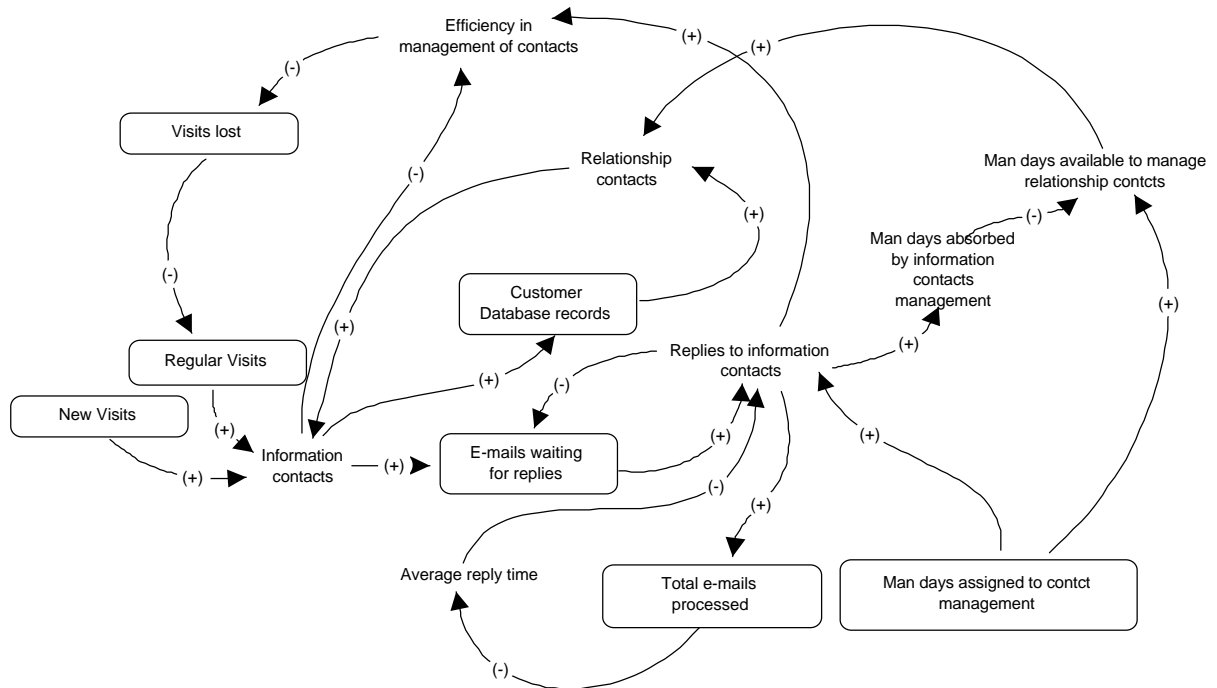 Efficiency in
management of contacts
(+)
(+)
(-)
Visits lost
(-)
Relationship
contacts
Man days available to manage
relationship contcts
(+)
(-)
Man days absorbed
by information
contacts
management
(-)
Customer
Database records
(+)
(+)
Regular Visits
Replies to information
contacts
(+)
(+)
(-)
New Visits
(+)
(+)
(+)
Information
contacts
(+)
E-mails waiting
for replies
(+)
(-)
(+)
Average reply time
Total e-mails
processed
Man days assigned to contct
management
(-)